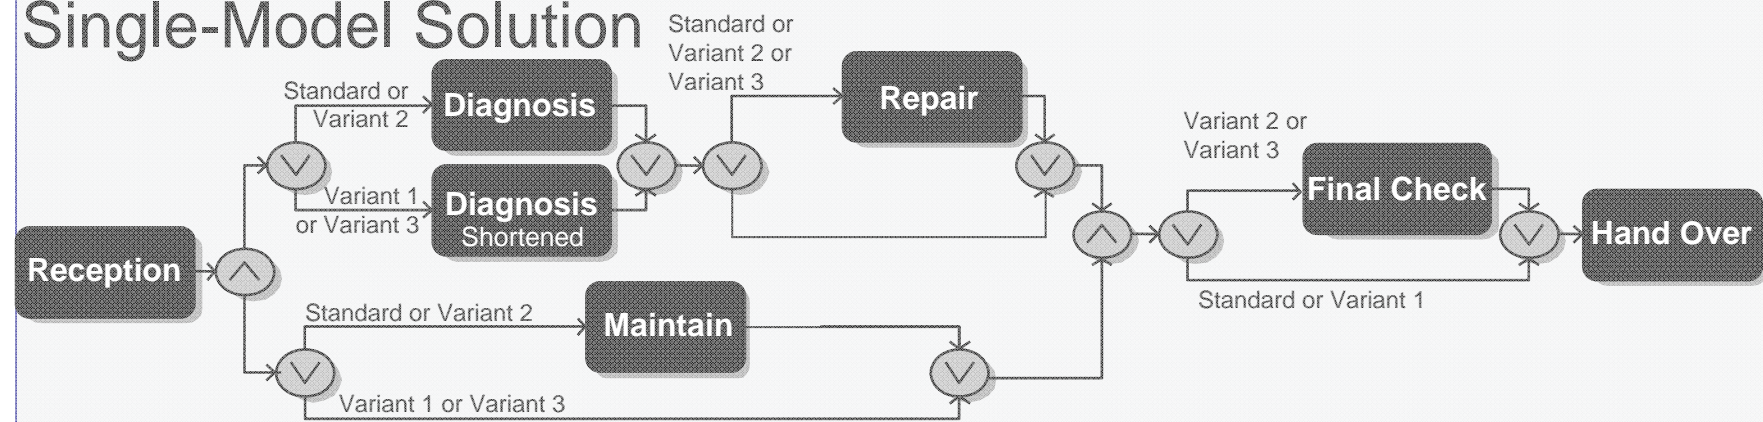 Single-Model Solution
Standard or
Variant 2 or
Variant 3
Standard or
Variant 2
Diagnosis
Repair
Variant 1
or Variant 3
Diagnosis
Shortened
Variant 2 or
Variant 3
Final Check
Hand Over
Standard or Variant 1
Reception
Standard or Variant 2
Maintain
Variant 1 or Variant 3